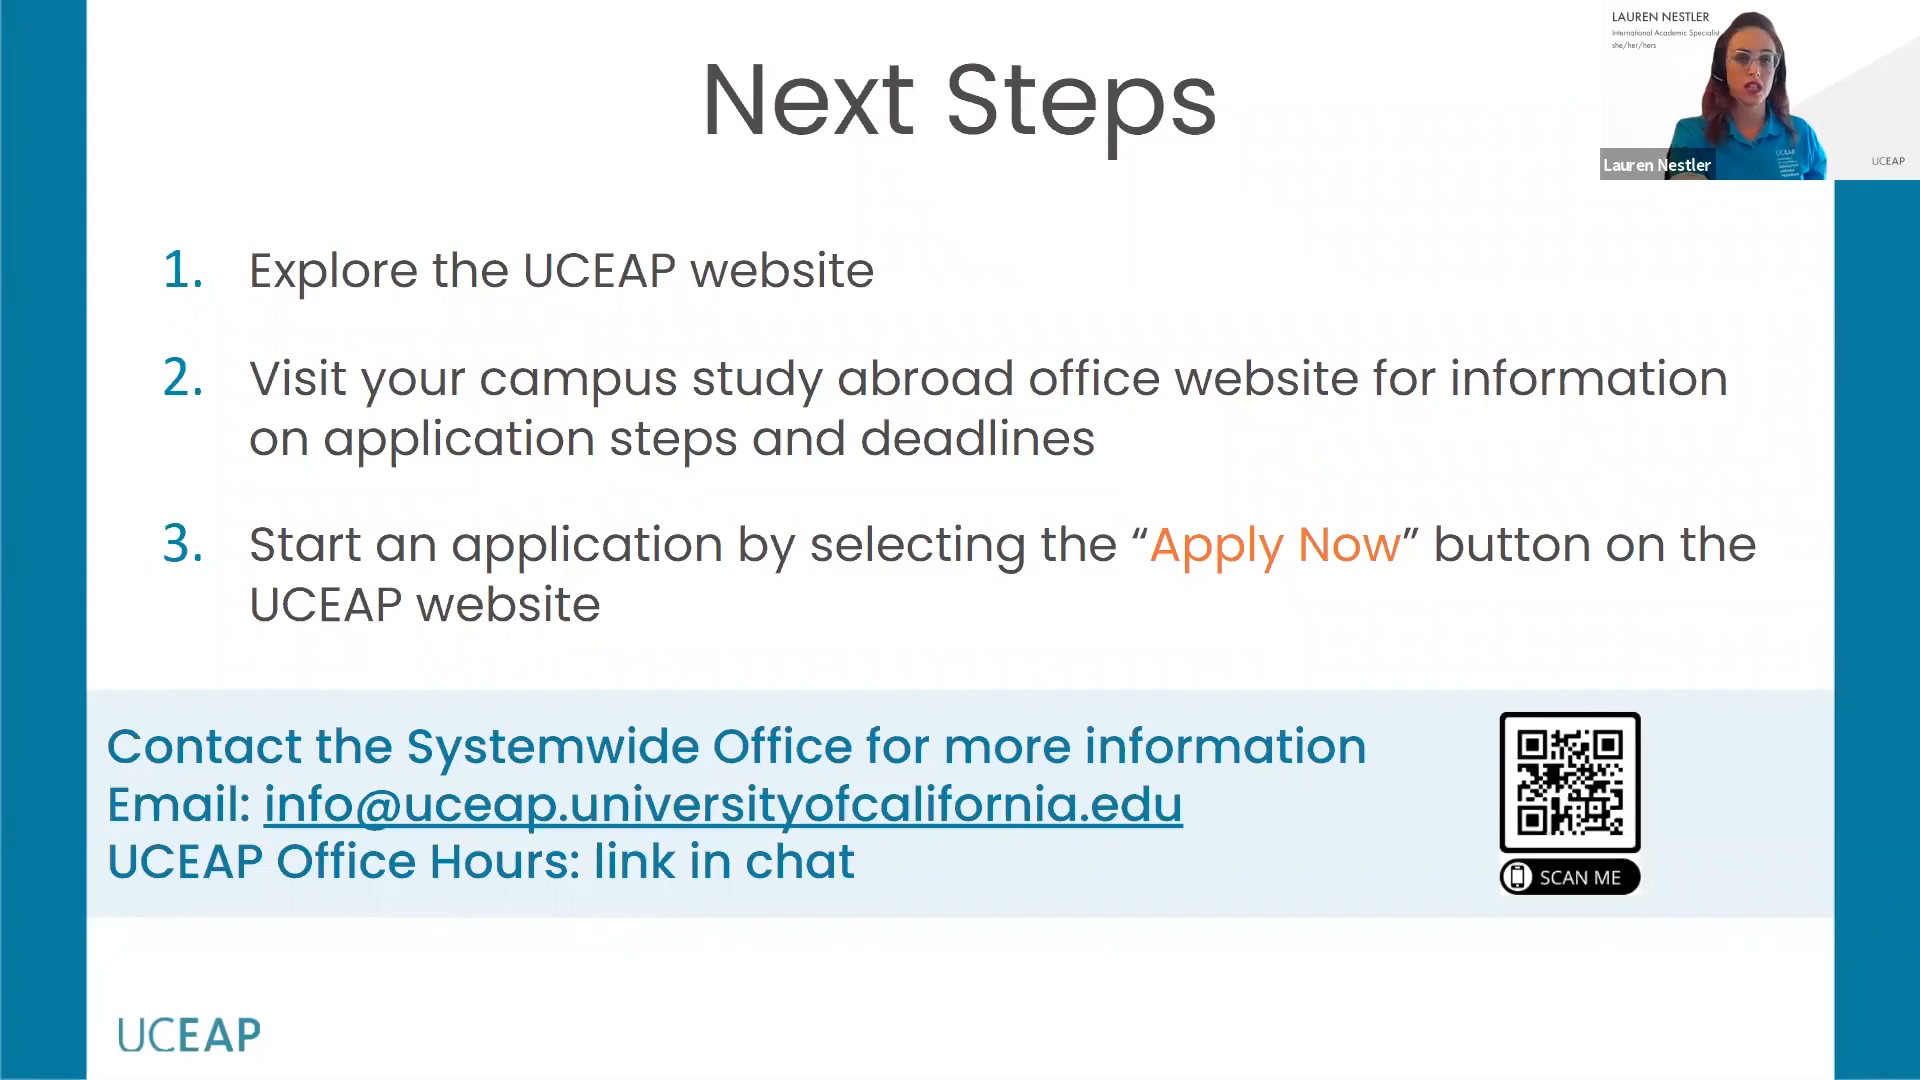 LAUREN NESTLER
International Academic Specialist
she/her/hers
Lauren Nestler
UCEAP
UCEAP
Next Steps
1. Explore the UCEAP website
2. Visit your campus study abroad office website for information
on application steps and deadlines
3. Start an application by selecting the “Apply Now” button on the
UCEAP website
Contact the Systemwide Office for more information
Email: info@uceap.universityofcalifornia.edu
UCEAP Office Hours: link in chat
SCAN ME
UCEAP